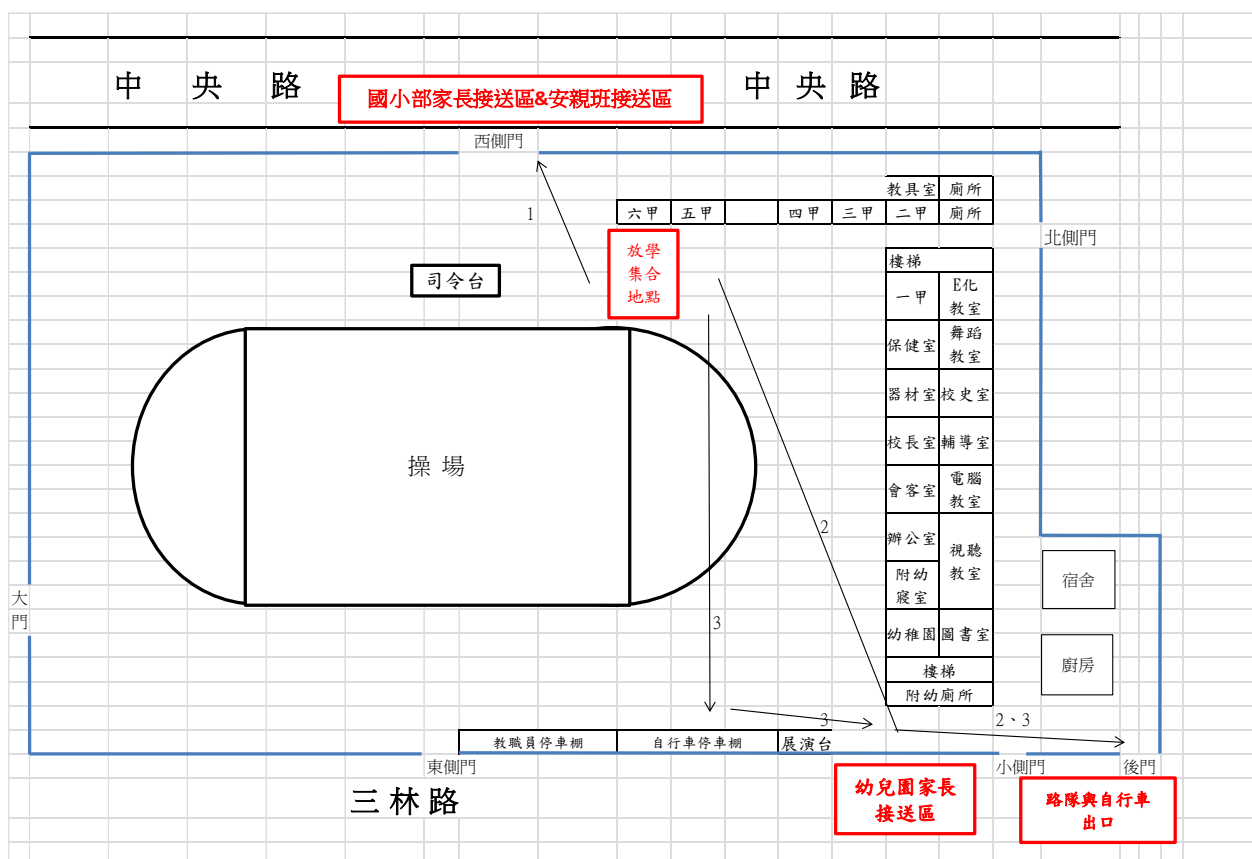 中 央 路
國小部家長接送區&安親班接送區
中 央 路
西側門
1
教具室
廁所
六甲
五甲
四甲
三甲
二甲
廁所
北側門
放學
集合
地點
司令台
樓梯
一甲
E化
教室
保健室
舞蹈
教室
器材室
校史室
校長室
輔導室
操 場
會客室
電腦
教室
2
辦公室
視聽
教室
附幼
寢室
宿舍
大
門
3
幼稚園
圖書室
廚房
樓梯
附幼廁所
3
2、3
教職員停車棚
自行車停車棚
展演台
東側門
小側門
後門
三 林 路
幼兒園家長
接送區
路隊與自行車
出口